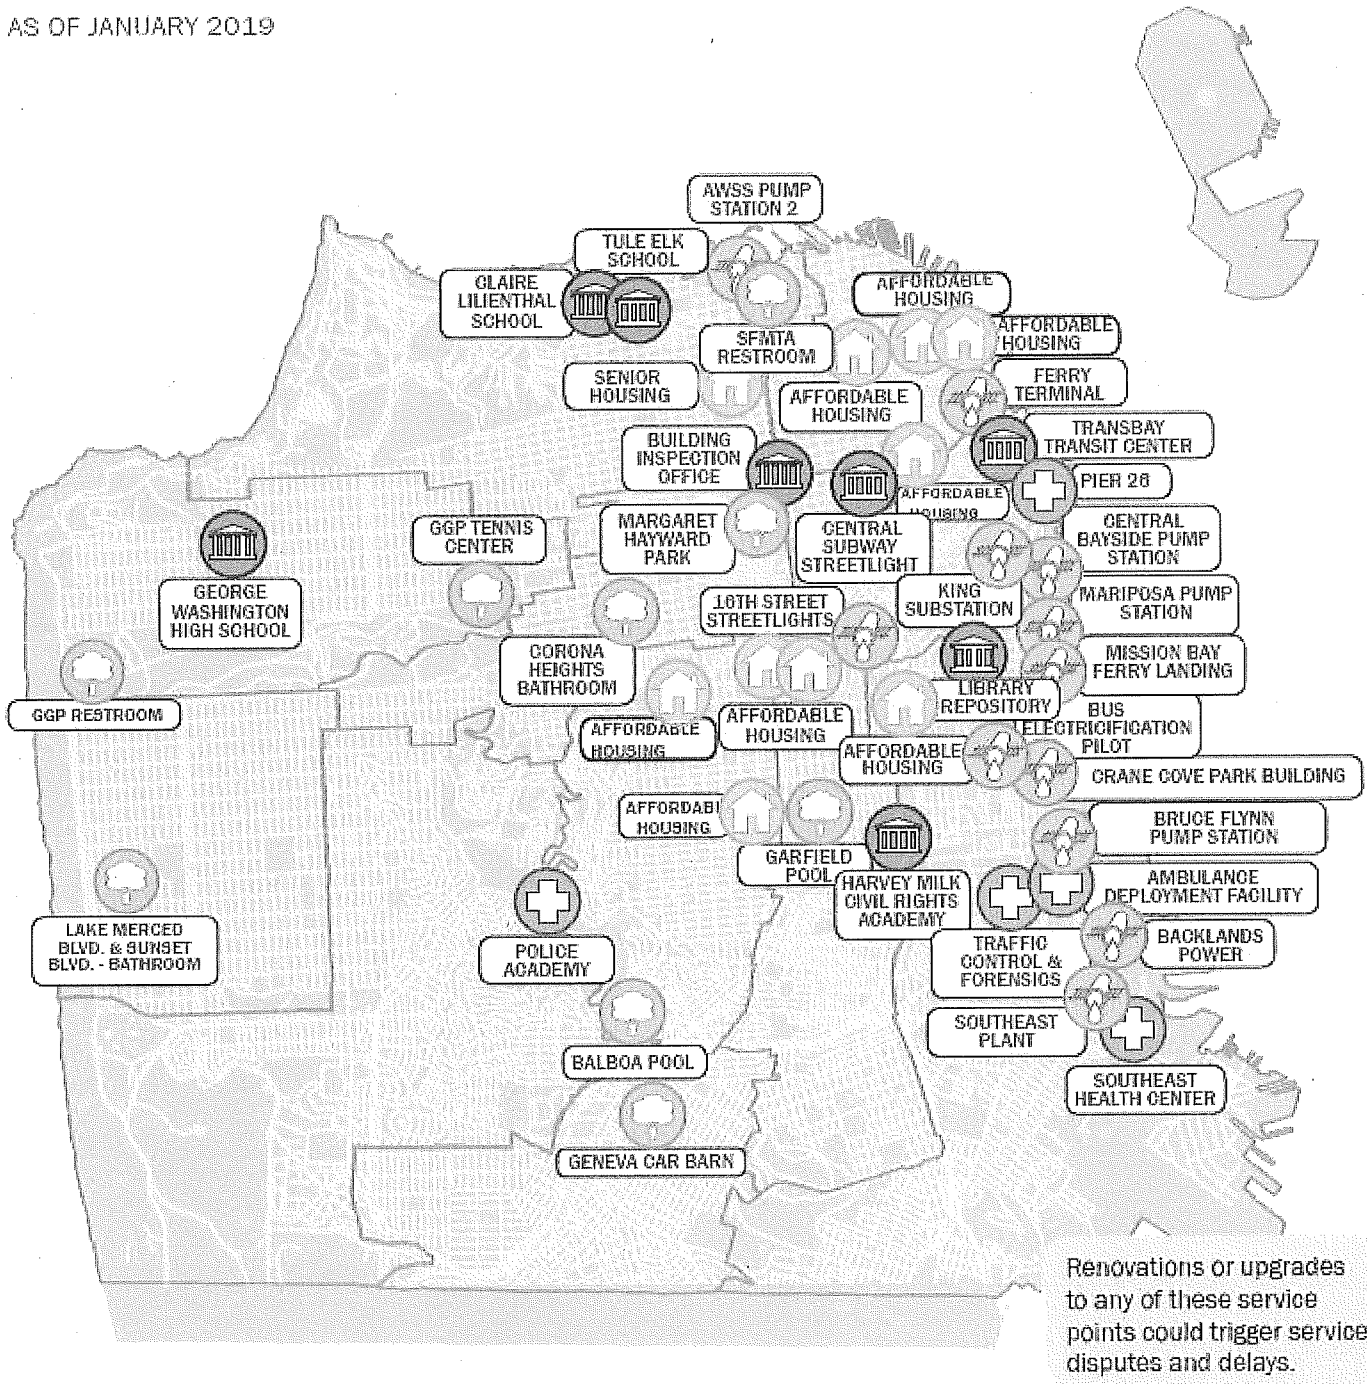 AS OF JANUARY 2019
AWSS PUMP
STATION 2
TULE ELK
SCHOOL
CLAIRE
LILIENTHAL
SCHOOL
AFFORDABLE
HOUSING
AFFORDABLE
HOUSING
SFMTA
RESTROOM
SENIOR
HOUSING
AFFORDABLE
HOUSING
FERRY
TERMINAL
TRANSBAY
TRANSIT CENTER
BUILDING
INSPECTION
OFFICE
PIER 26
AFFORDABLE
HOUSING
MARGARET
HAYWARD
PARK
CENTRAL
SUBWAY
STREETLIGHT
CENTRAL
BAYSIDE PUMP
STATION
GGP TENNIS
CENTER
GEORGE
WASHINGTON
HIGH SCHOOL
16TH STREET
STREETLIGHTS
KING
SUBSTATION
MARIPOSA PUMP
STATION
CORONA
HEIGHTS
BATHROOM
MISSION BAY
FERRY LANDING
LIBRARY
REPOSITORY
GGP RESTROOM
AFFORDABLE
HOUSING
AFFORDABLE
HOUSING
BUS
ELECTRICIFICATION
PILOT
AFFORDABLE
HOUSING
CRANE COVE PARK BUILDING
AFFORDABL
HOUSING
BRUCE FLYNN
PUMP STATION
GARFIELD
POOL
HARVEY MILK
CIVIL RIGHTS
ACADEMY
AMBULANCE
DEPLOYMENT FACILITY
LAKE MERCED
BLVD. & SUNSET
BLVD. - BATHROOM
POLICE
ACADEMY
TRAFFIC
CONTROL &
FORENSICS
BACKLANDS
POWER
SOUTHEAST
PLANT
BALBOA POOL
SOUTHEAST
HEALTH CENTER
GENEVA CAR BARN
Renovations or upgrades
to any of these service
points could trigger service
disputes and delays.